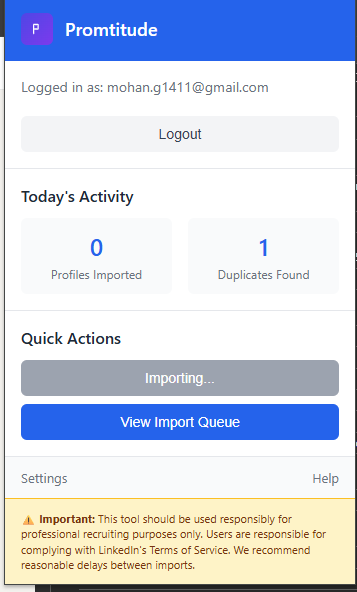 P
Promtitude
Logged in as: mohan.g1411@gmail.com
Logout
Today's Activity
0
Profiles Imported
1
Duplicates Found
Quick Actions
Importing...
View Import Queue
Settings
Help
⚠️ Important: This tool should be used responsibly for
professional recruiting purposes only. Users are responsible for
complying with LinkedIn's Terms of Service. We recommend
reasonable delays between imports.